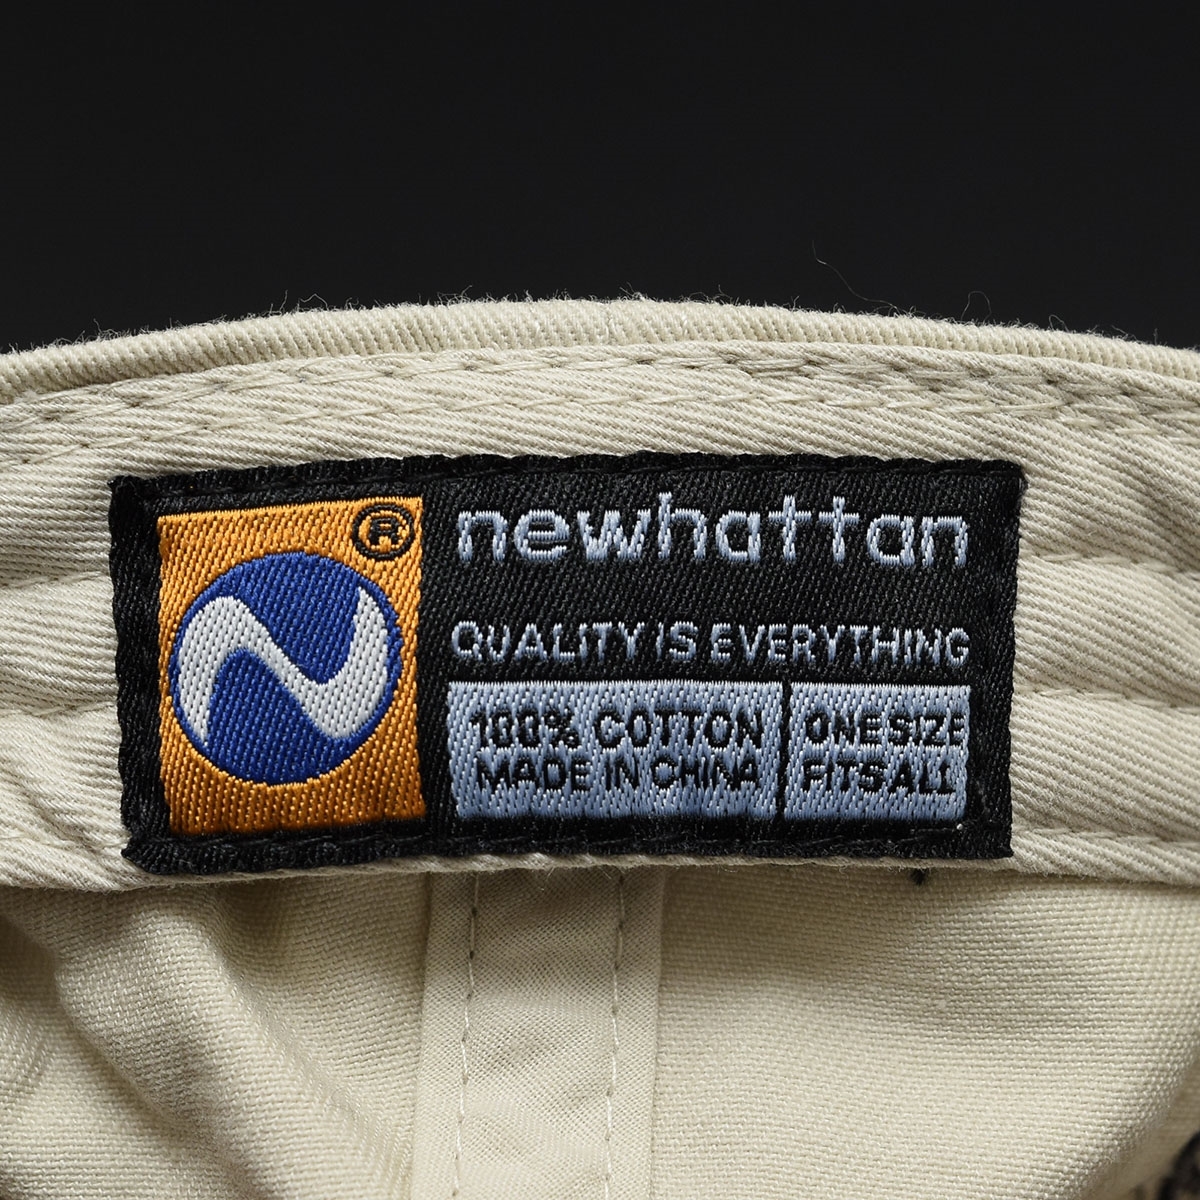 ®
newhattan
QUALITY IS EVERYTHING
100% COTTON
MADE IN CHINA
ONE SIZE
FITS ALL